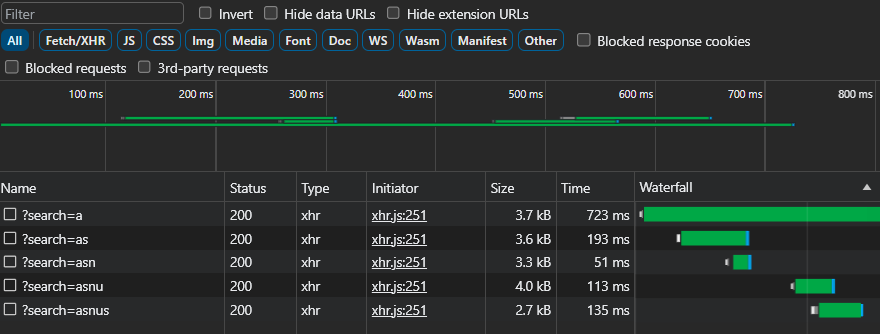 Filter Invert Hide data URLs Hide extension URLs
All Fetch/XHR JS CSS Img Media Font Doc WS Wasm Manifest Other Blocked response cookies
Blocked requests 3rd-party requests
100 ms 200 ms 300 ms 400 ms 500 ms 600 ms 700 ms 800 ms
Name Status Type Initiator Size Time Waterfall
?search=a 200 xhr xhr.js:251 3.7 kB 723 ms
?search=as 200 xhr xhr.js:251 3.6 kB 193 ms
?search=asn 200 xhr xhr.js:251 3.3 kB 51 ms
?search=asnu 200 xhr xhr.js:251 4.0 kB 113 ms
?search=asnus 200 xhr xhr.js:251 2.7 kB 135 ms